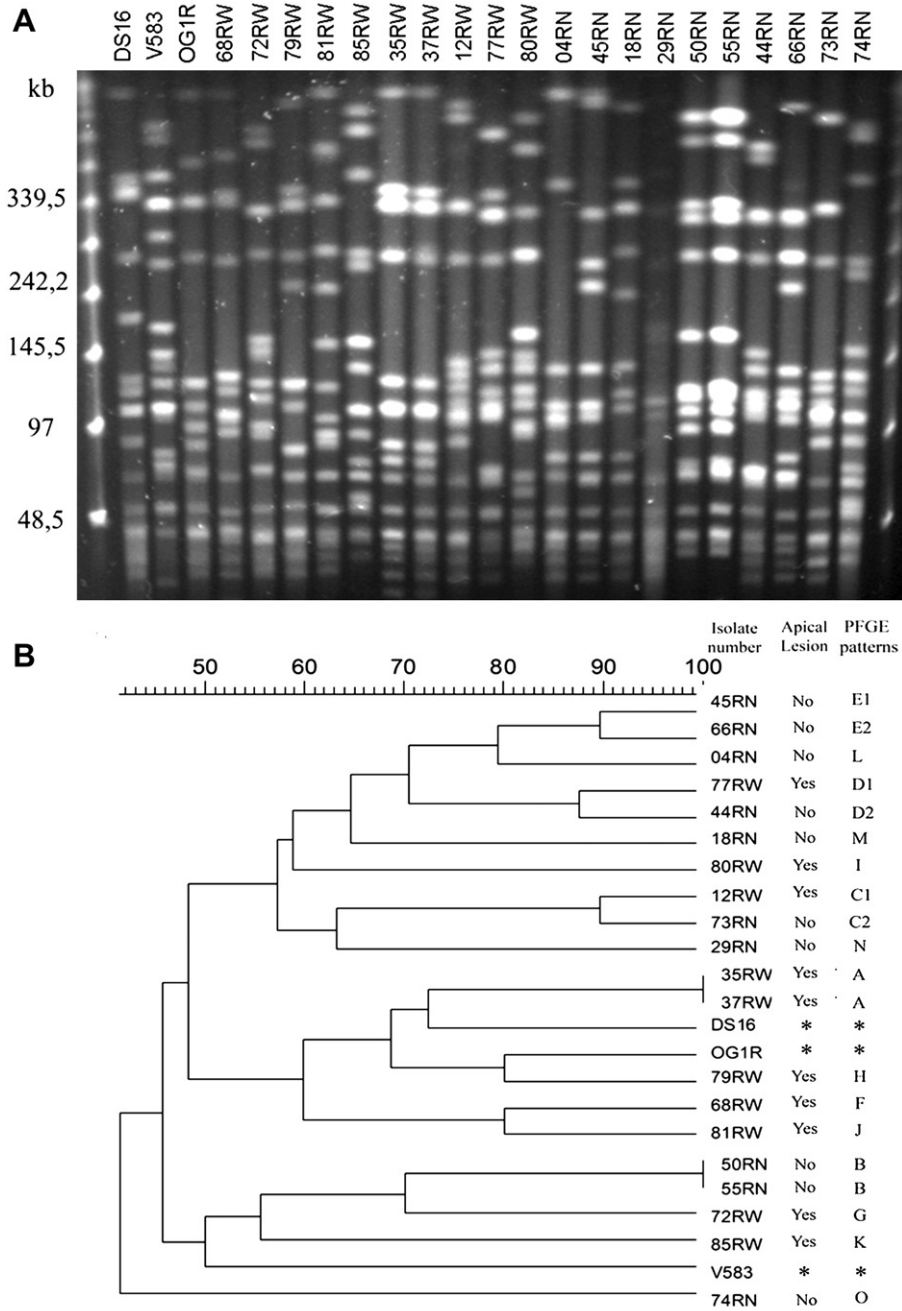 A
DS16 V583 OG1R 68RW 72RW 79RW 81RW 85RW 35RW 37RW 12RW 77RW 80RW 04RN 45RN 18RN 29RN 50RN 55RN 44RN 66RN 73RN 74RN
kb
339,5
242,2
145,5
97
48,5
B
Isolate number Apical Lesion PFGE patterns
50 60 70 80 90 100
45RN No E1
66RN No E2
04RN No L
77RW Yes D1
44RN No D2
18RN No M
80RW Yes I
12RW Yes C1
73RN No C2
29RN No N
35RW Yes A
37RW Yes A
DS16 * *
OG1R * *
79RW Yes H
68RW Yes F
81RW Yes J
50RN No B
55RN No B
72RW Yes G
85RW Yes K
V583 * *
74RN No O